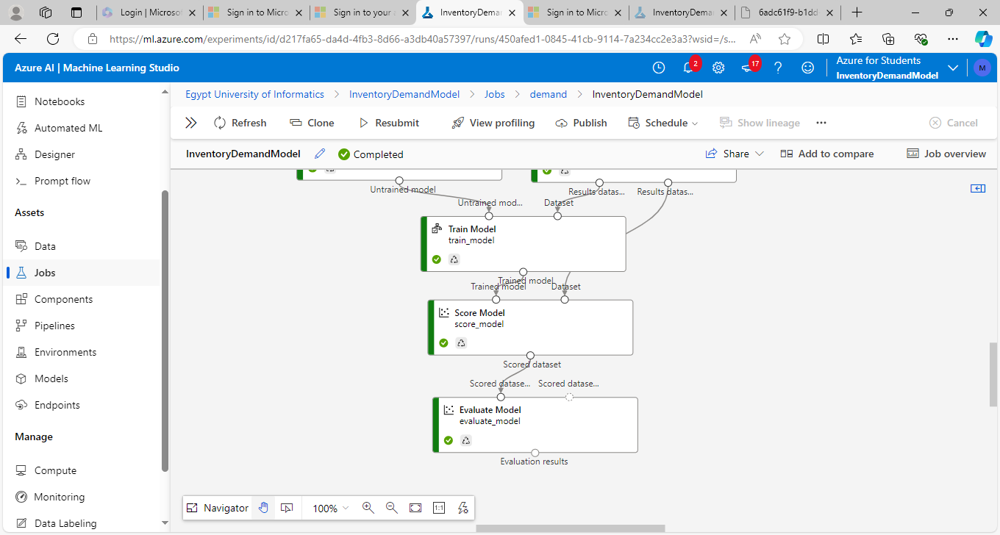 Login | Microso
Sign in to Micro
Sign in to your a
InventoryDeman
Sign in to Micro
InventoryDeman
6adc61f9-b1dd
https://ml.azure.com/experiments/id/d217fa65-da4d-4fb3-8d66-a3db40a57397/runs/450afed1-0845-41cb-9114-7a234cc2e3a3?wsid=/s...
Azure AI | Machine Learning Studio
2
17
Azure for Students
InventoryDemandModel
M
Notebooks
Automated ML
Designer
Prompt flow
Assets
Data
Jobs
Components
Pipelines
Environments
Models
Endpoints
Manage
Compute
Monitoring
Data Labeling
Egypt University of Informatics > InventoryDemandModel > Jobs > demand > InventoryDemandModel
Refresh Clone Resubmit View profiling Publish Schedule Show lineage ... Cancel
InventoryDemandModel Completed Share Add to compare Job overview
Untrained model
Results datas... Results datas...
Untrained mod... Dataset
Train Model
train_model
Trained model
Trained model Dataset
Score Model
score_model
Scored dataset
Scored datase... Scored datase...
Evaluate Model
evaluate_model
Evaluation results
Navigator 100% 1:1